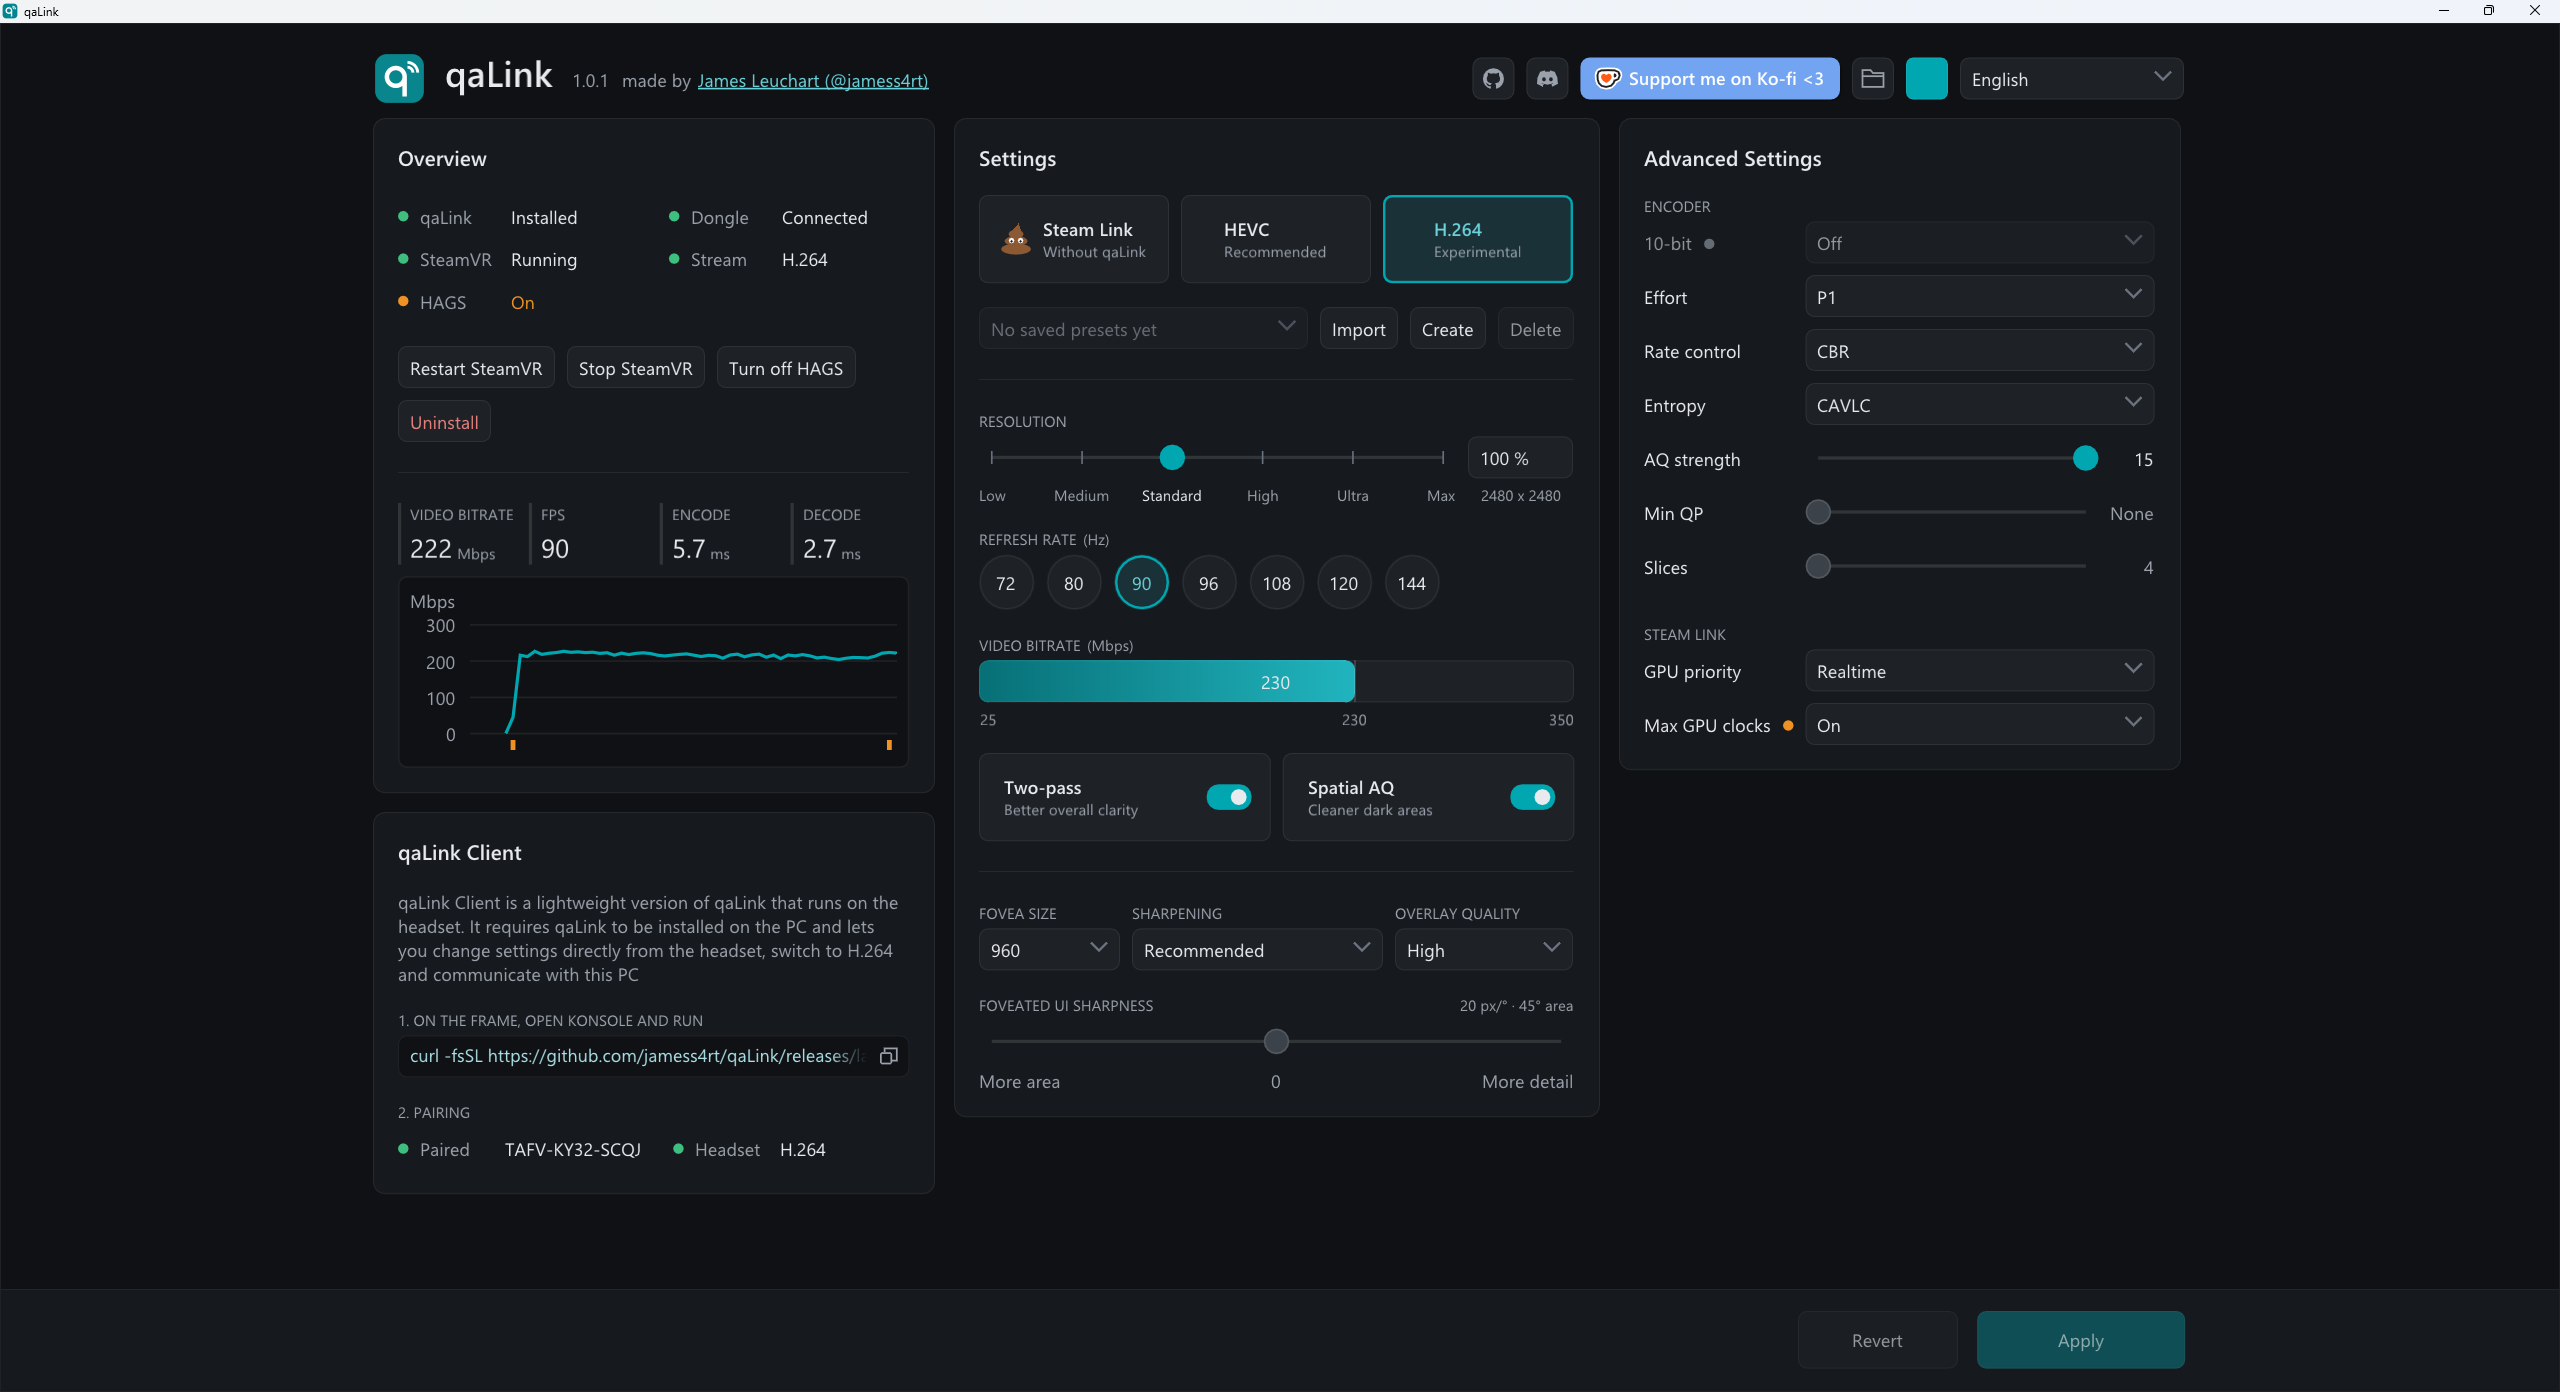 qaLink
qaLink 1.0.1 made by James Leuchart (@jamess4rt)
Support me on Ko-fi <3
English
Overview
qaLink Installed
Dongle Connected
SteamVR Running
Stream H.264
HAGS On
Restart SteamVR
Stop SteamVR
Turn off HAGS
Uninstall
VIDEO BITRATE
222 Mbps
FPS
90
ENCODE
5.7 ms
DECODE
2.7 ms
Mbps
300
200
100
0
qaLink Client
qaLink Client is a lightweight version of qaLink that runs on the
headset. It requires qaLink to be installed on the PC and lets
you change settings directly from the headset, switch to H.264
and communicate with this PC
1. ON THE FRAME, OPEN KONSOLE AND RUN
curl -fsSL https://github.com/jamess4rt/qaLink/releases/la
2. PAIRING
Paired TAFV-KY32-SCQJ
Headset H.264
Settings
Steam Link
Without qaLink
HEVC
Recommended
H.264
Experimental
No saved presets yet
Import
Create
Delete
RESOLUTION
100 %
Low Medium Standard High Ultra Max 2480 x 2480
REFRESH RATE (Hz)
72 80 90 96 108 120 144
VIDEO BITRATE (Mbps)
230
25 230 350
Two-pass
Better overall clarity
Spatial AQ
Cleaner dark areas
FOVEA SIZE
960
SHARPENING
Recommended
OVERLAY QUALITY
High
FOVEATED UI SHARPNESS 20 px/° · 45° area
More area 0 More detail
Advanced Settings
ENCODER
10-bit Off
Effort P1
Rate control CBR
Entropy CAVLC
AQ strength 15
Min QP None
Slices 4
STEAM LINK
GPU priority Realtime
Max GPU clocks On
Revert
Apply